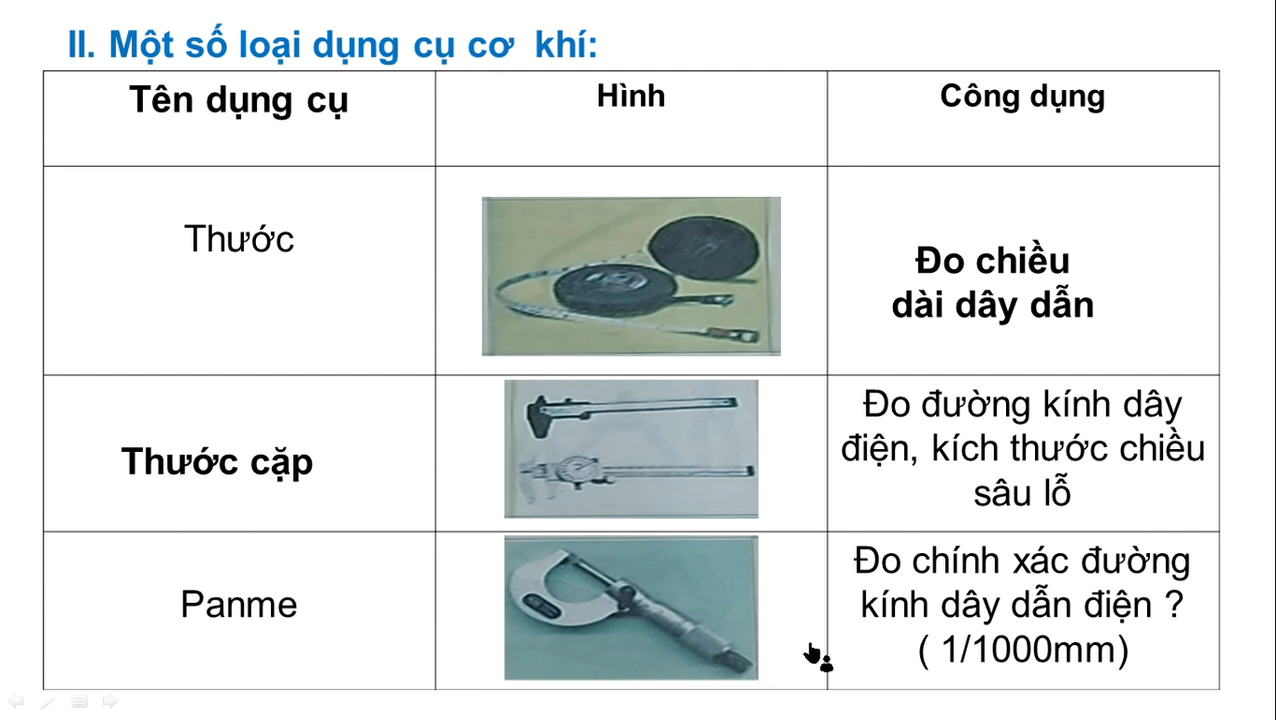 II. Một số loại dụng cụ cơ khí:
Tên dụng cụ
Hình
Công dụng
Thước
Đo chiều
dài dây dẫn
Thước cặp
Đo đường kính dây
điện, kích thước chiều
sâu lỗ
Panme
Đo chính xác đường
kính dây dẫn điện ?
( 1/1000mm)